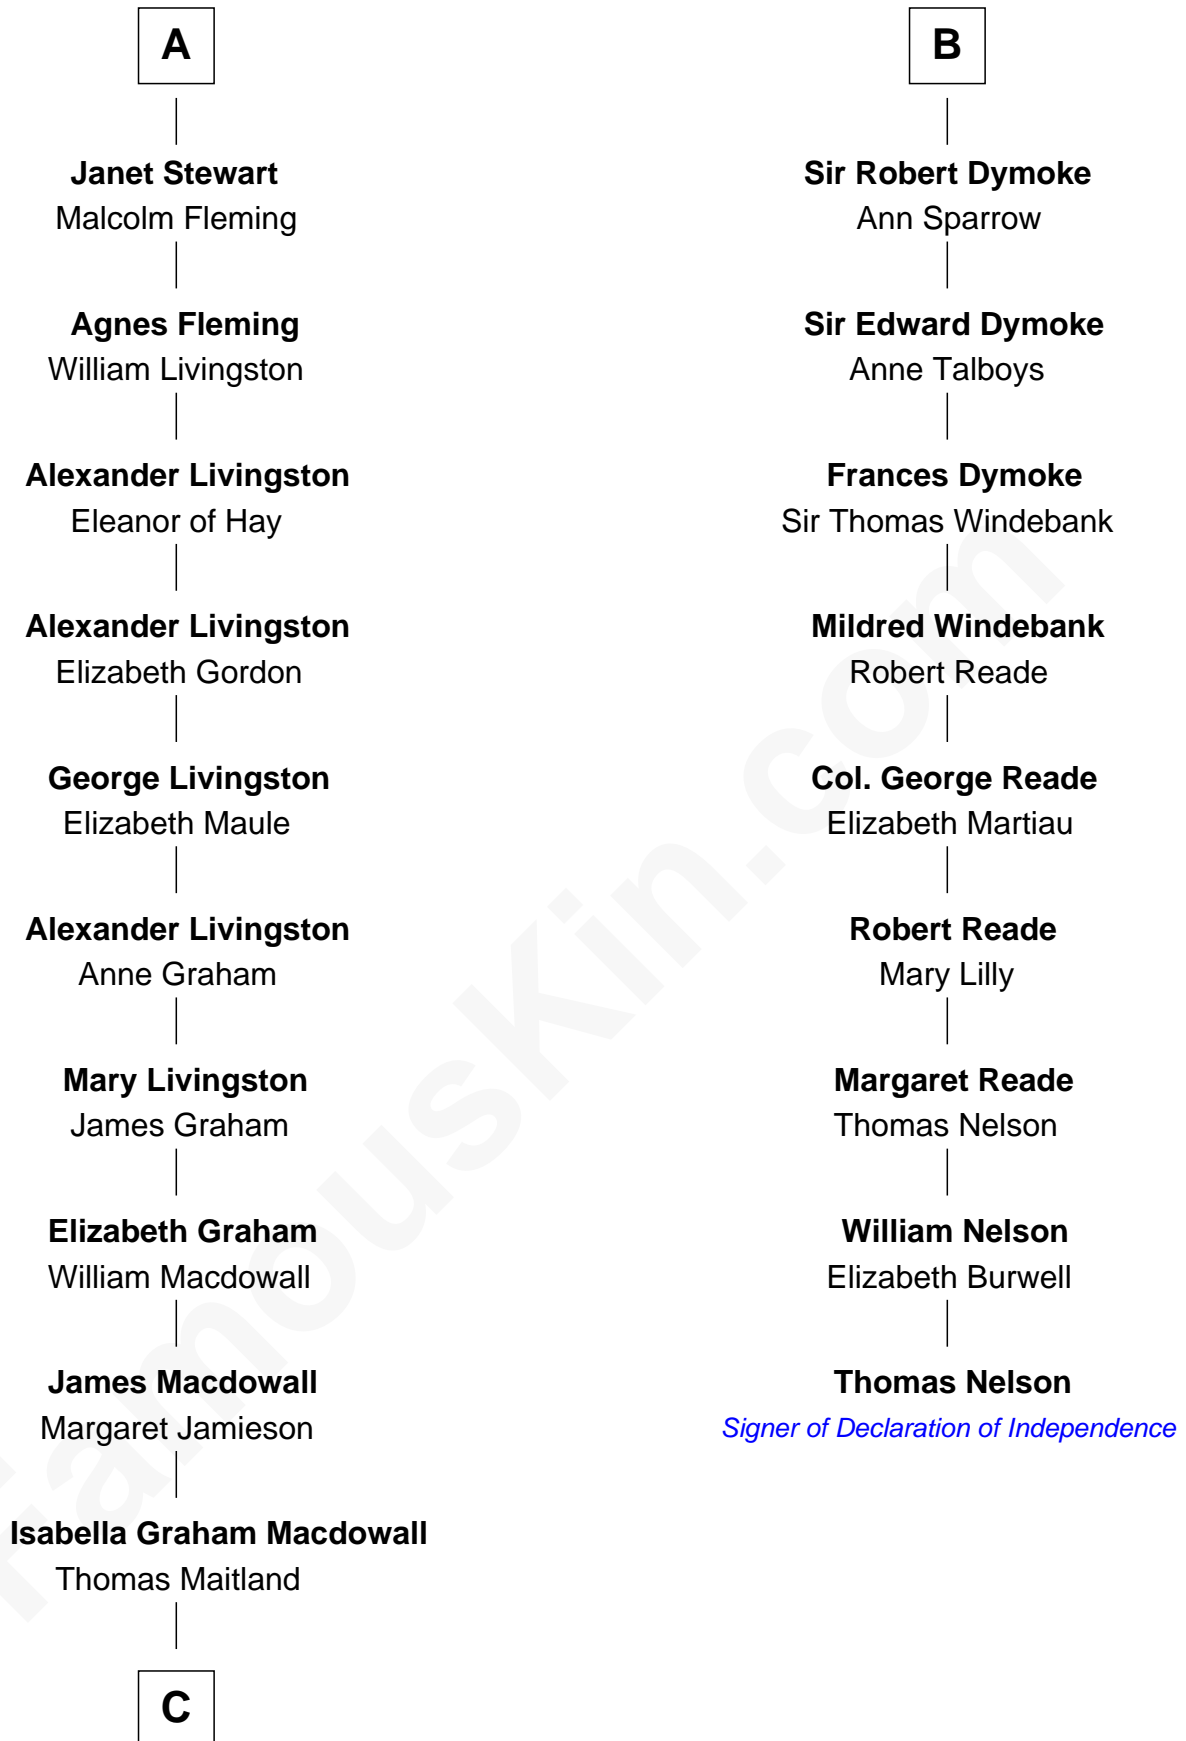 A
Janet Stewart
Malcolm Fleming
Agnes Fleming
William Livingston
Alexander Livingston
Eleanor of Hay
Alexander Livingston
Elizabeth Gordon
George Livingston
Elizabeth Maule
Alexander Livingston
Anne Graham
Mary Livingston
James Graham
Elizabeth Graham
William Macdowall
James Macdowall
Margaret Jamieson
Isabella Graham Macdowall
Thomas Maitland
C
B
Sir Robert Dymoke
Ann Sparrow
Sir Edward Dymoke
Anne Talboys
Frances Dymoke
Sir Thomas Windebank
Mildred Windebank
Robert Reade
Col. George Reade
Elizabeth Martiau
Robert Reade
Mary Lilly
Margaret Reade
Thomas Nelson
William Nelson
Elizabeth Burwell
Thomas Nelson
Signer of Declaration of Independence
FamousKin.com